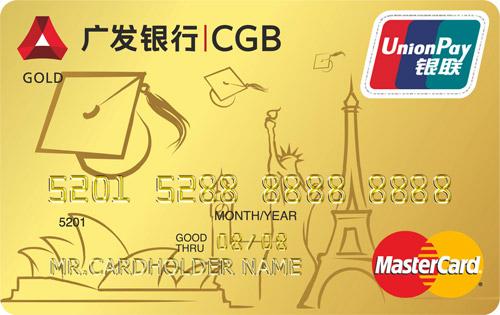 广发银行|CGB
GOLD
UnionPay
银联
5201 5288 8888 8888
5201
MONTH/YEAR
GOOD THRU 08/08
MR.CARDHOLDER NAME
MasterCard